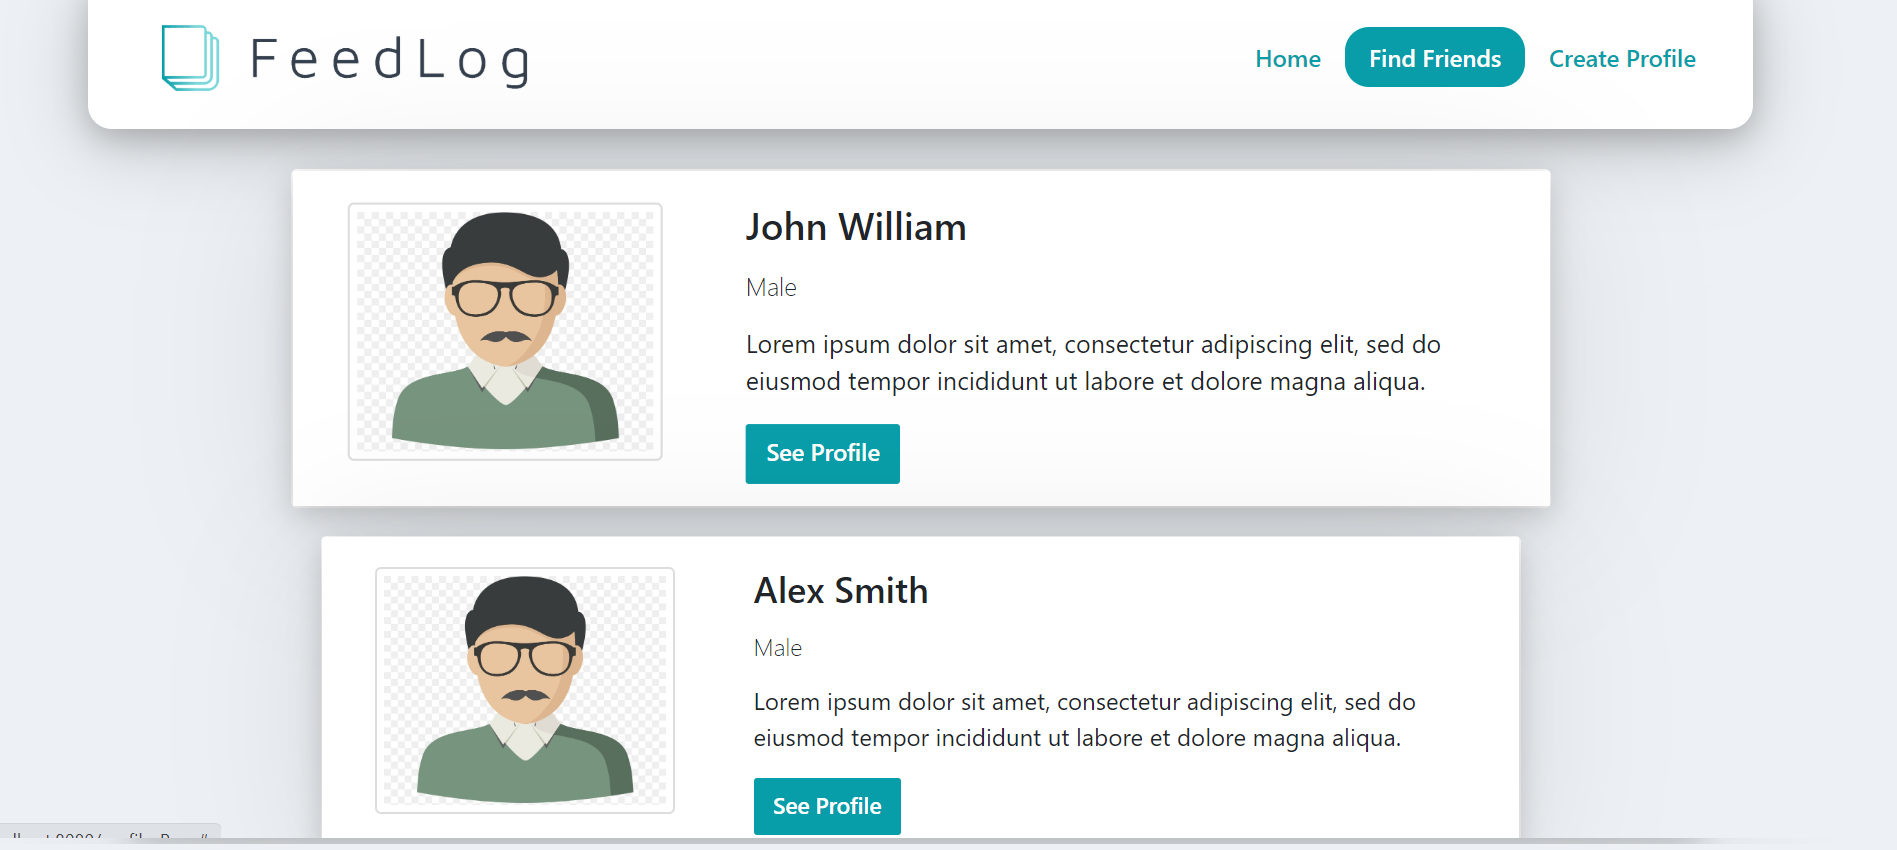 FeedLog
Home
Find Friends
Create Profile
John William
Male
Lorem ipsum dolor sit amet, consectetur adipiscing elit, sed do
eiusmod tempor incididunt ut labore et dolore magna aliqua.
See Profile
Alex Smith
Male
Lorem ipsum dolor sit amet, consectetur adipiscing elit, sed do
eiusmod tempor incididunt ut labore et dolore magna aliqua.
See Profile